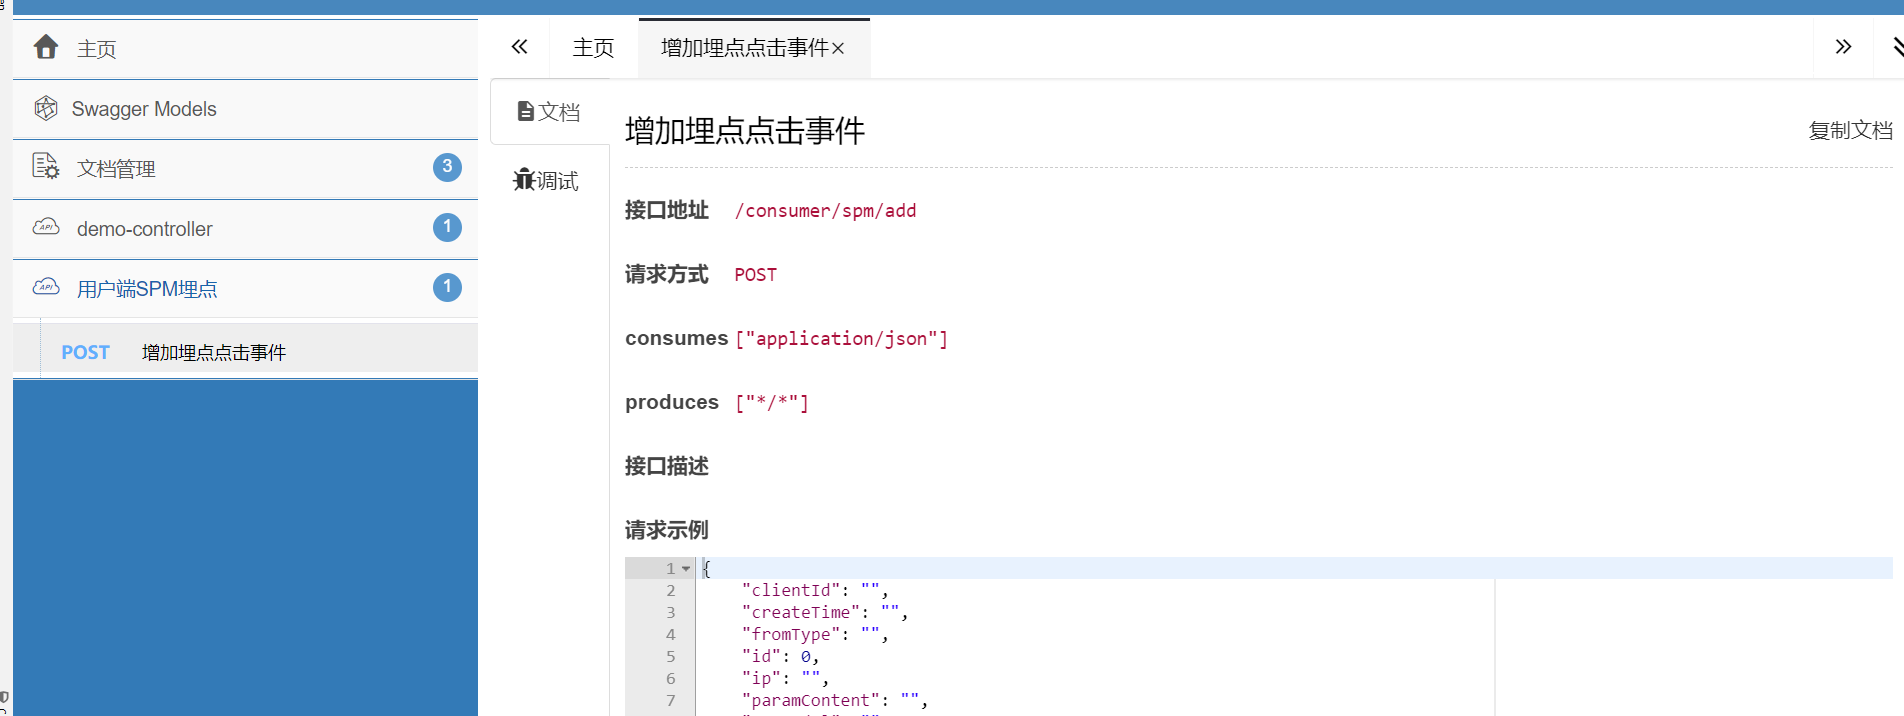 主页
Swagger Models
文档管理 3
demo-controller 1
用户端SPM埋点 1
POST 增加埋点点击事件
主页
增加埋点点击事件×
文档
调试
增加埋点点击事件
复制文档
接口地址 /consumer/spm/add
请求方式 POST
consumes ["application/json"]
produces ["*/*"]
接口描述
请求示例
1 {
2 "clientId": "",
3 "createTime": "",
4 "fromType": "",
5 "id": 0,
6 "ip": "",
7 "paramContent": "",